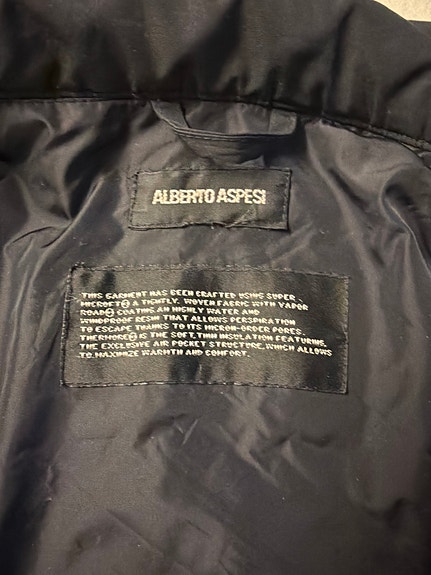 ALBERTO ASPESI
THIS GARMENT HAS BEEN CRAFTED USING SUPER
MICROFT® A TIGHTLY. WOVEN FABRIC WITH VAPOR
ROAD® COATING AN HIGHLY WATER AND
WINDPROOF RESIN THAT ALLOWS PERSPIRATION
TO ESCAPE THANKS TO ITS MICRON-ORDER PORES.
THERMORE® IS THE SOFT,THIN INSULATION FEATURING,
THE EXCLUSIVE AIR POCKET STRUCTURE,WHICH ALLOWS
TO MAXIMIZE WARMTH AND COMFORT.